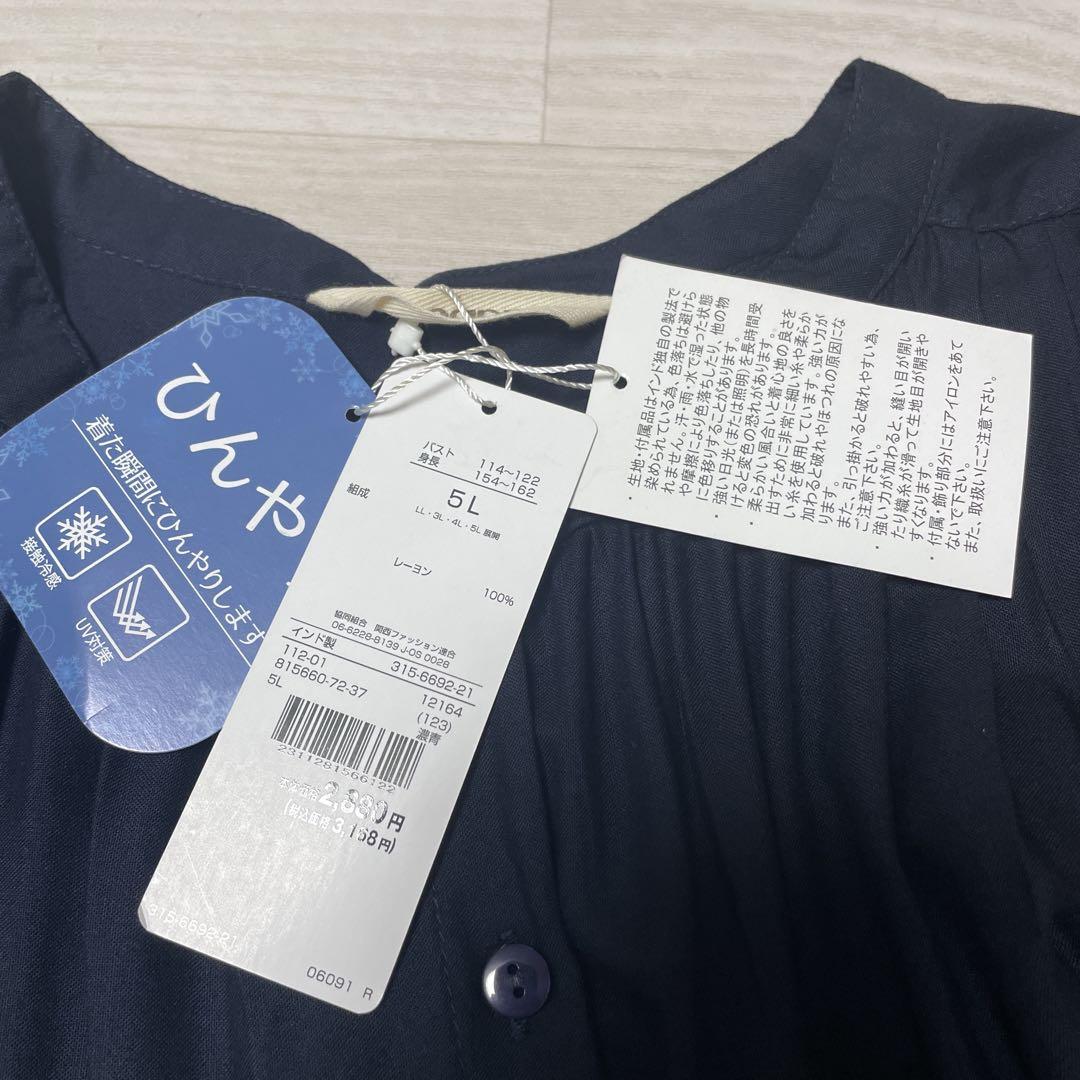 ひんや
着た瞬間にひんやりします
接触冷感
UV対策
バスト 114~122
身長 154~162
組成
5L
LL・3L・4L・5L展開
レーヨン
100%
協同組合 関西ファッション連合
06-6228-8139 J-OS 0028
インド製
112-01 315-6692-21
815660-72-37
5L 12164
(123)
濃青
2311281566122
本体価格2,880円
(税込価格3,168円)
315-6692-21
06091 R
・生地・付属品はインド独自の製法で
染められている為、色落ちは避けら
れません。汗・雨・水で湿った状態
や摩擦により色落ちしたり、他の物
に色移りすることがあります。
強い日光(または照明)を長時間受
けると変色の恐れがあります。
・柔らかい風合いと着心地の良さを
出すために非常に細い糸や柔らか
い糸を使用しています。強い力が
加わると破れやほつれの原因にな
ります。
また、引っ掛かると破れやすい為、
ご注意下さい。
・強い力が加わると、縫い目が開い
たり織糸が滑って生地目が開きや
すくなります。
・付属・飾り部分にはアイロンをあて
ないで下さい。
また、取扱いにご注意下さい。